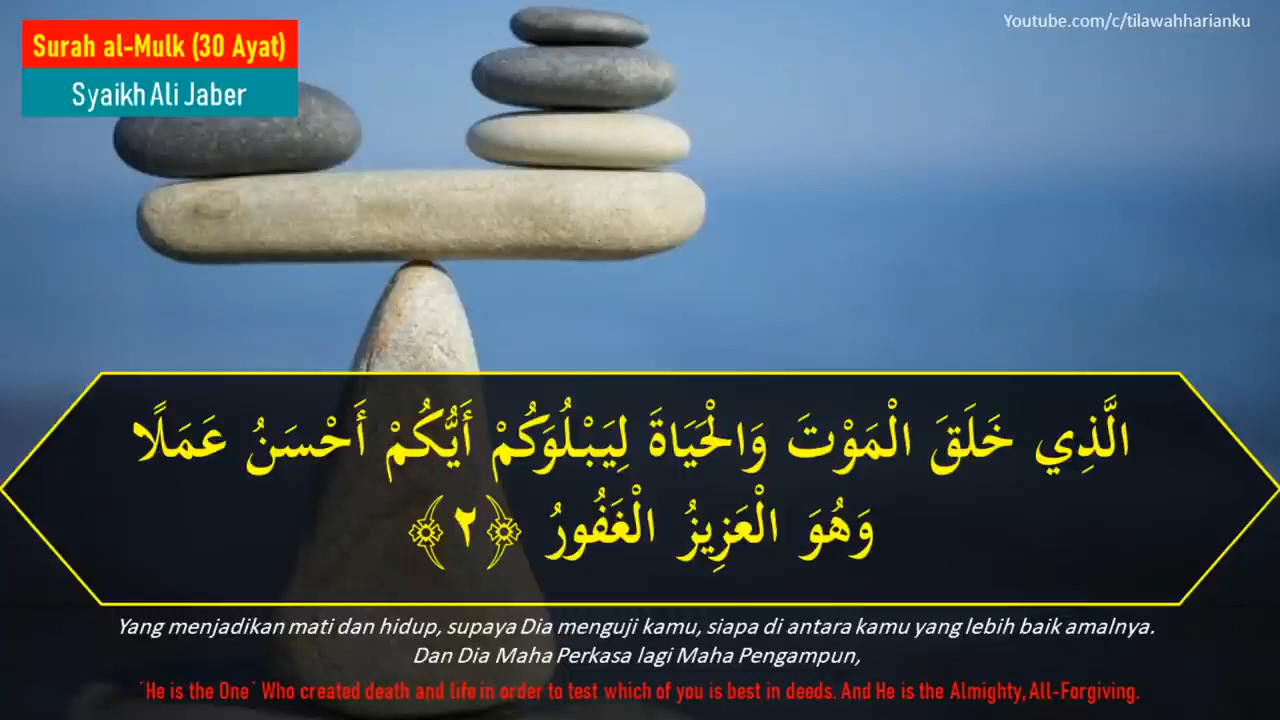 Surah al-Mulk (30 Ayat)
Syaikh Ali Jaber
Youtube.com/c/tilawahharianku
الَّذِي خَلَقَ الْمَوْتَ وَالْحَيَاةَ لِيَبْلُوَكُمْ أَيُّكُمْ أَحْسَنُ عَمَلًا
وَهُوَ الْعَزِيزُ الْغَفُورُ ﴿٢﴾
Yang menjadikan mati dan hidup, supaya Dia menguji kamu, siapa di antara kamu yang lebih baik amalnya.
Dan Dia Maha Perkasa lagi Maha Pengampun,
`He is the One` Who created death and life in order to test which of you is best in deeds. And He is the Almighty, All-Forgiving.